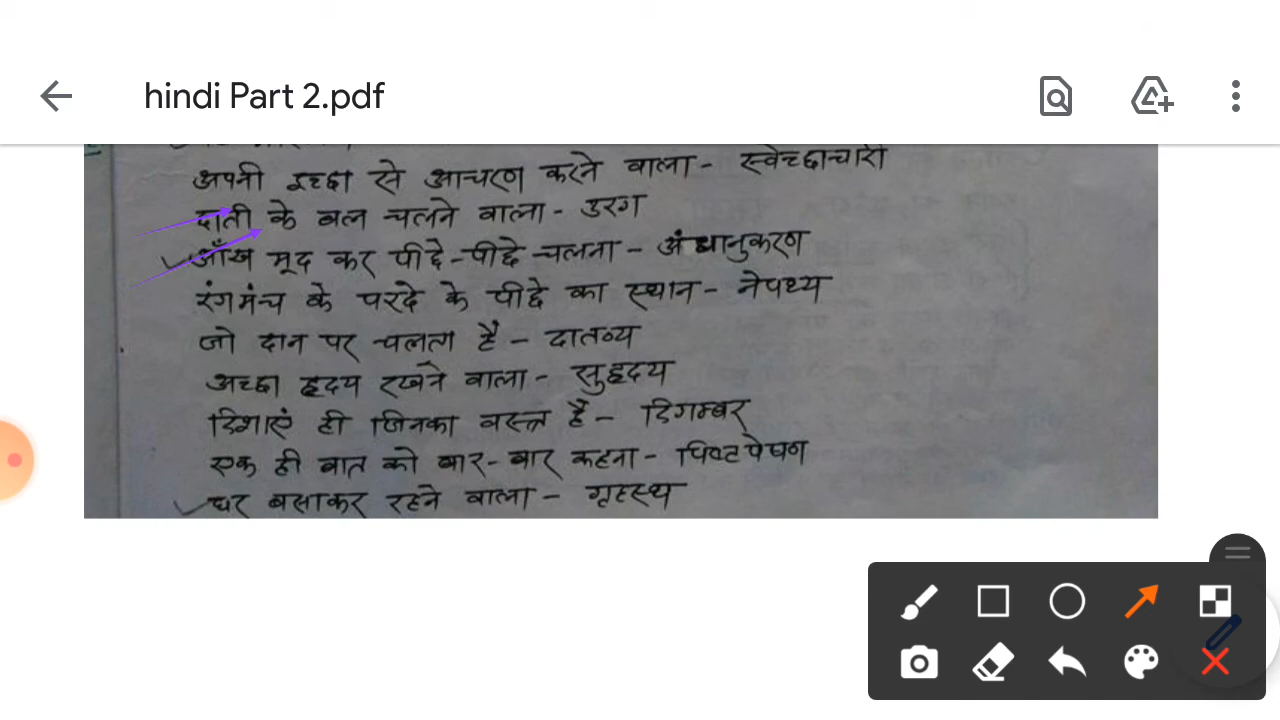 hindi Part 2.pdf
अपनी इच्छा से आचरण करने वाला - स्वेच्छाचारी
दाती के बल चलने वाला - उरग
आँख मूद कर पीछे-पीछे चलना - अंधानुकरण
रंगमंच के परदे के पीछे का स्थान - नेपथ्य
जो दान पर चलता है - दातव्य
अच्छा हृदय रखने वाला - सुहृदय
दिशाएं ही जिनका वस्त्र है - दिगम्बर
एक ही बात को बार-बार कहना - पिष्टपेषण
घर बसाकर रहने वाला - गृहस्थ